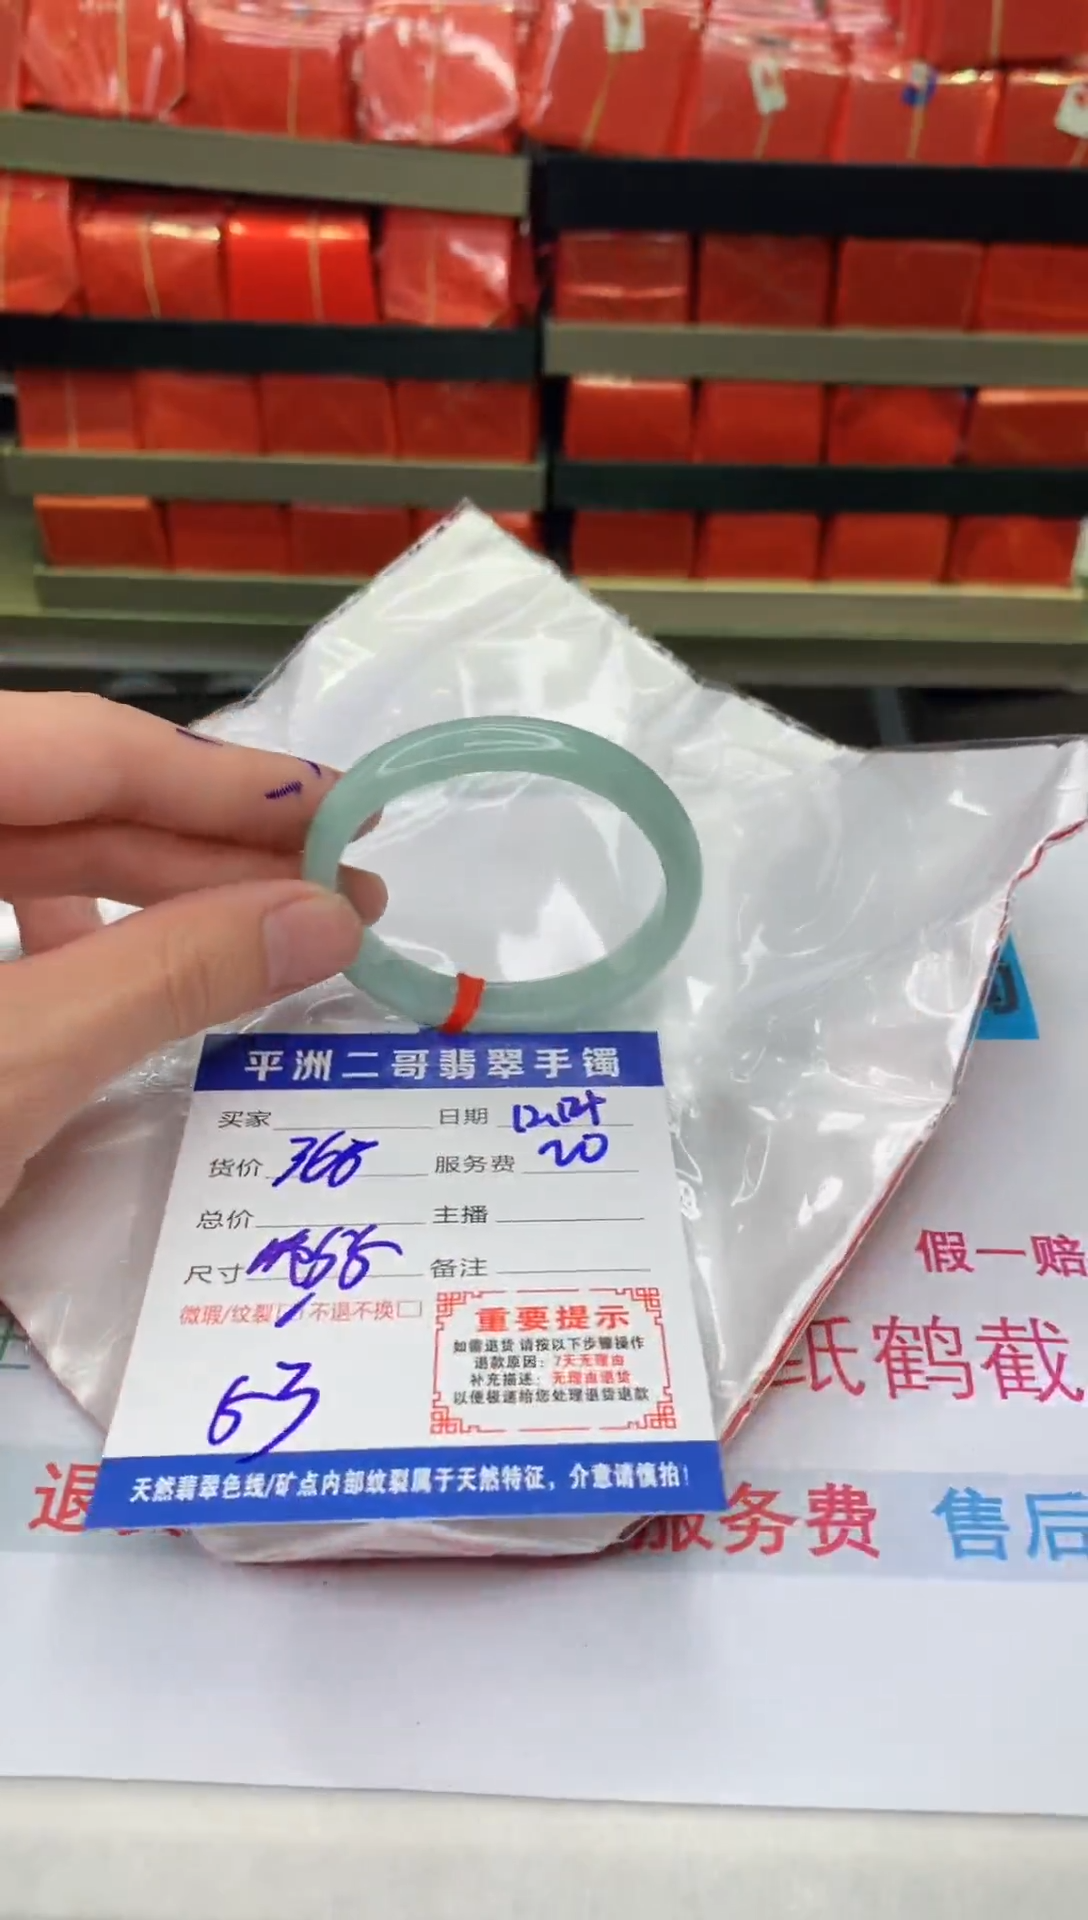 平洲二哥翡翠手镯
买家 日期
货价 368 服务费 20
总价 主播
尺寸 备注
微瑕/纹裂 不退不换
重要提示
如需退货 请按以下步骤操作
退款原因：7天无理由
补充描述：无理由退货
以便极速给您处理退货退款
63
天然翡翠色线/矿点内部纹裂属于天然特征，介意请慎拍!
假一赔
纸鹤截
退
服务费 售后